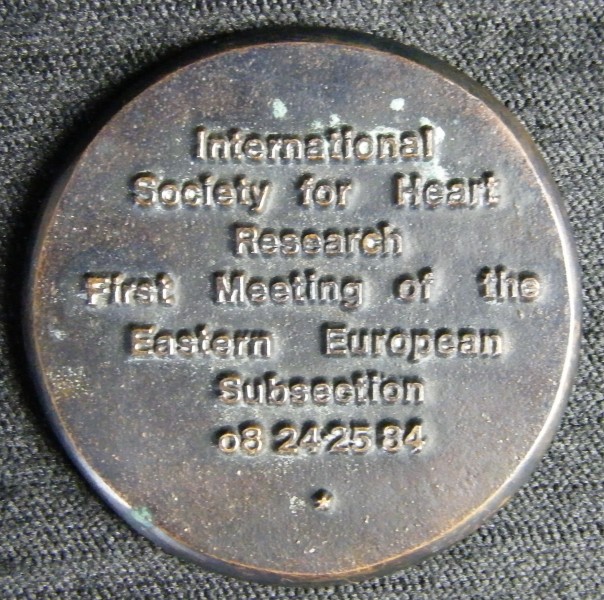 International
Society for Heart
Research
First Meeting of the
Eastern European
Subsection
08 24-25 84